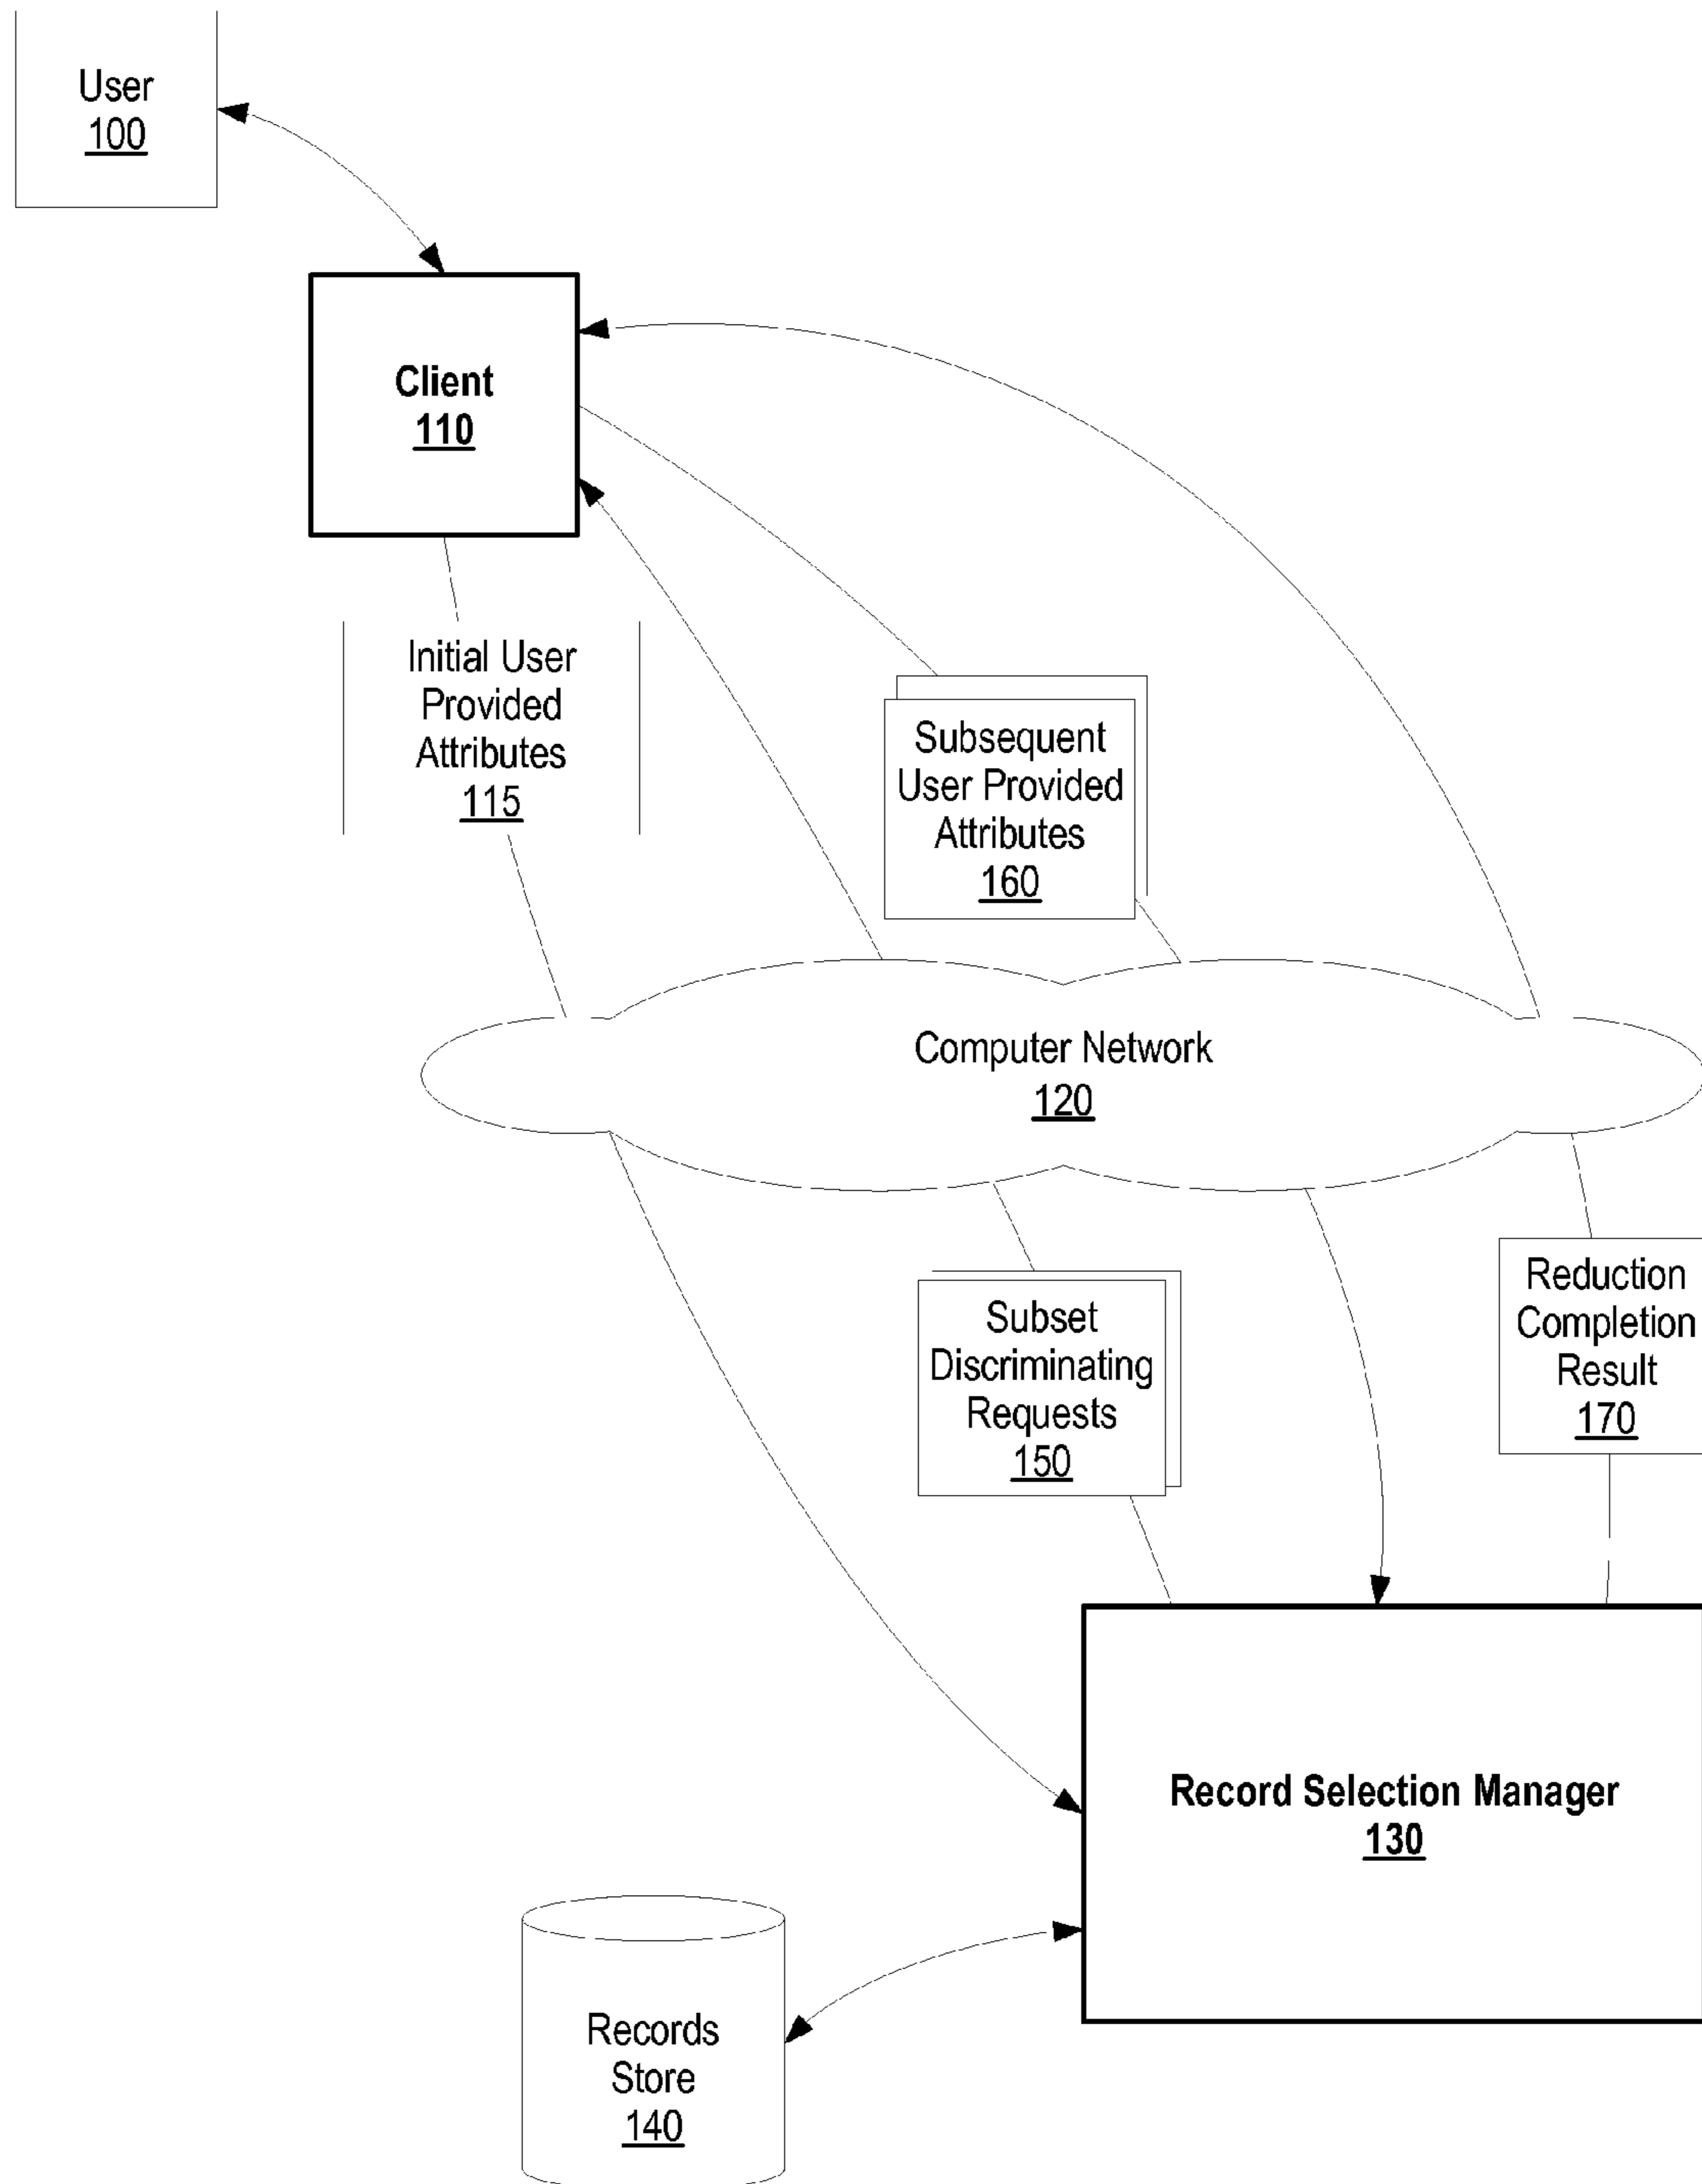 User
100
Client
110
Initial User
Provided
Attributes
115
Subsequent
User Provided
Attributes
160
Computer Network
120
Subset
Discriminating
Requests
150
Reduction
Completion
Result
170
Record Selection Manager
130
Records
Store
140